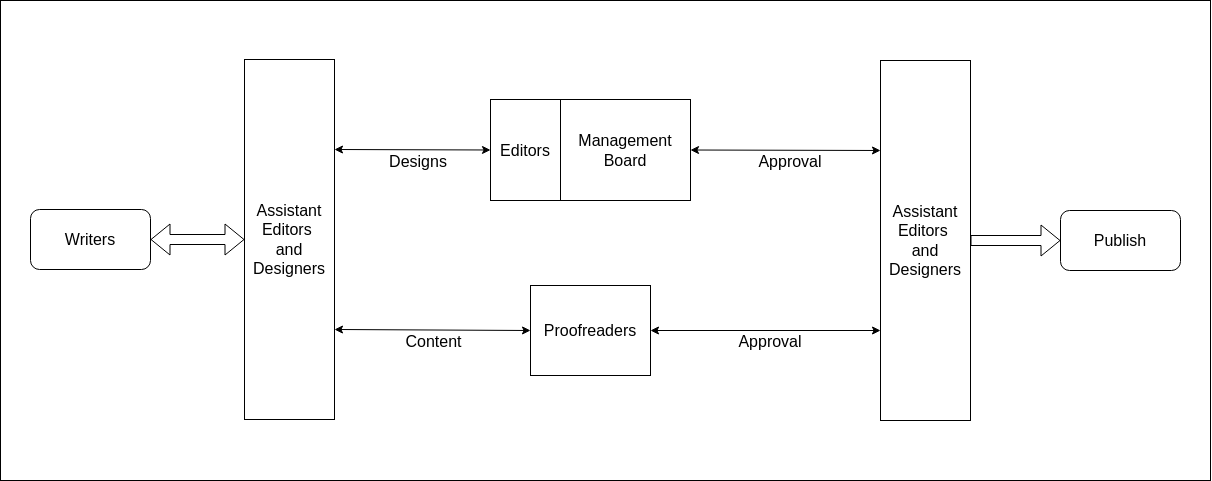 Writers
Assistant
Editors
and
Designers
Designs
Editors
Management
Board
Approval
Content
Proofreaders
Approval
Assistant
Editors
and
Designers
Publish